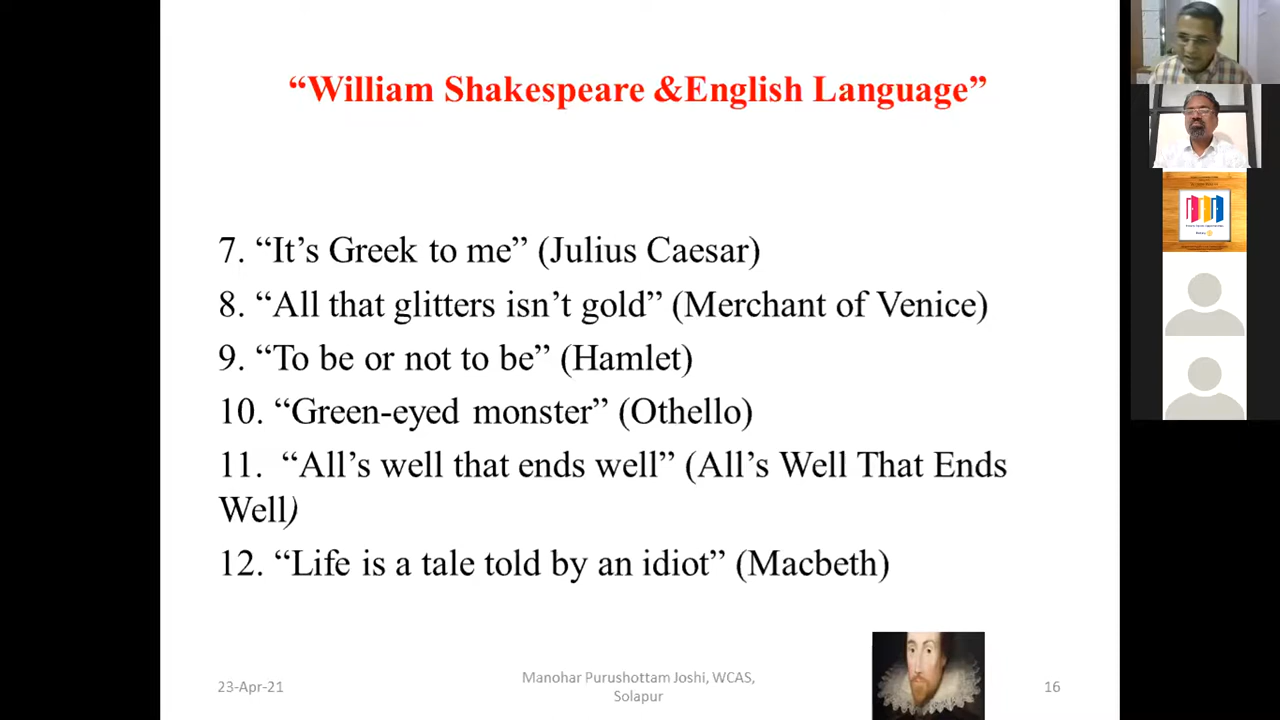 “William Shakespeare &English Language”
7. “It’s Greek to me” (Julius Caesar)
8. “All that glitters isn’t gold” (Merchant of Venice)
9. “To be or not to be” (Hamlet)
10. “Green-eyed monster” (Othello)
11. “All’s well that ends well” (All’s Well That Ends
Well)
12. “Life is a tale told by an idiot” (Macbeth)
23-Apr-21
Manohar Purushottam Joshi, WCAS,
Solapur
16